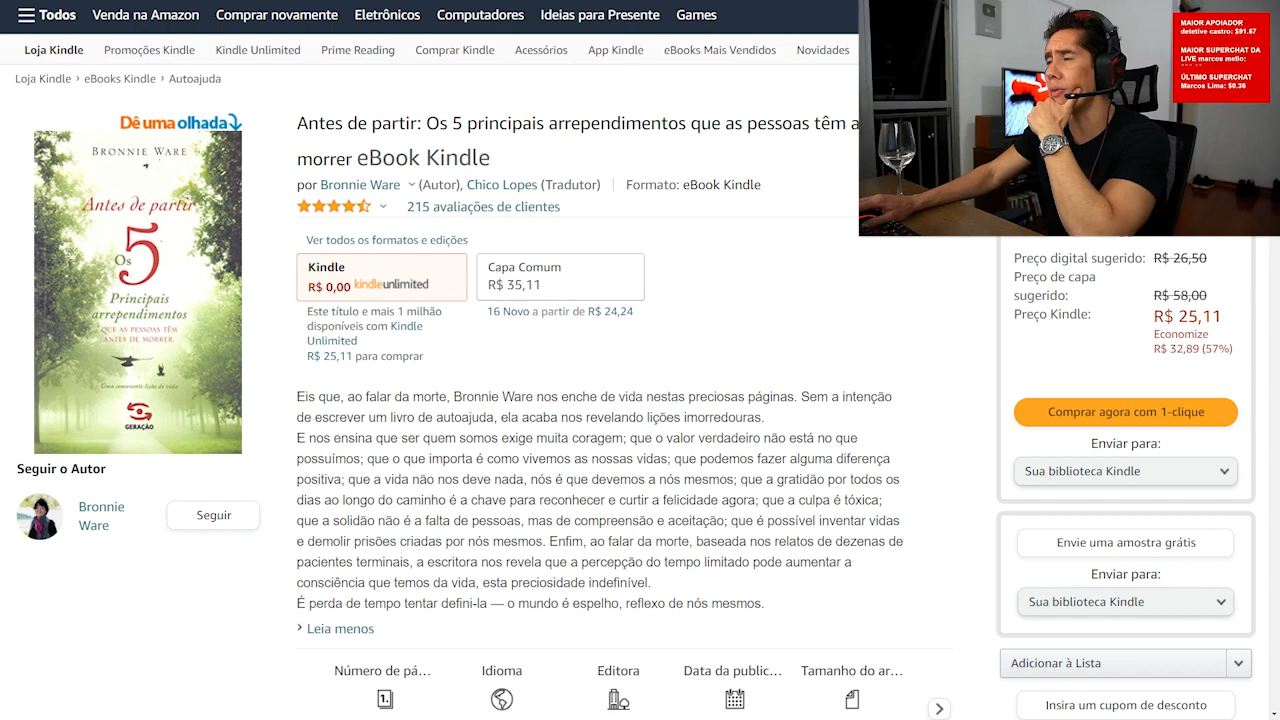 Todos Venda na Amazon Comprar novamente Eletrônicos Computadores Ideias para Presente Games
Loja Kindle Promoções Kindle Kindle Unlimited Prime Reading Comprar Kindle Acessórios App Kindle eBooks Mais Vendidos Novidades
Loja Kindle › eBooks Kindle › Autoajuda
MAIOR APOIADOR
detetive castro: $91.67
MAIOR SUPERCHAT DA
LIVE marcos mello:
ÚLTIMO SUPERCHAT
Marcos Lima: $0.36
Dê uma olhada
BRONNIE WARE
Antes de partir
Os 5
Principais
arrependimentos
QUE AS PESSOAS TÊM
ANTES DE MORRER.
Uma comovente lição de vida
GERAÇÃO
Seguir o Autor
Bronnie
Ware
Seguir
Antes de partir: Os 5 principais arrependimentos que as pessoas têm a
morrer eBook Kindle
por Bronnie Ware (Autor), Chico Lopes (Tradutor) Formato: eBook Kindle
215 avaliações de clientes
Ver todos os formatos e edições
Kindle
R$ 0,00 kindleunlimited
Este título e mais 1 milhão
disponíveis com Kindle
Unlimited
R$ 25,11 para comprar
Capa Comum
R$ 35,11
16 Novo a partir de R$ 24,24
Eis que, ao falar da morte, Bronnie Ware nos enche de vida nestas preciosas páginas. Sem a intenção
de escrever um livro de autoajuda, ela acaba nos revelando lições imorredouras.
E nos ensina que ser quem somos exige muita coragem; que o valor verdadeiro não está no que
possuímos; que o que importa é como vivemos as nossas vidas; que podemos fazer alguma diferença
positiva; que a vida não nos deve nada, nós é que devemos a nós mesmos; que a gratidão por todos os
dias ao longo do caminho é a chave para reconhecer e curtir a felicidade agora; que a culpa é tóxica;
que a solidão não é a falta de pessoas, mas de compreensão e aceitação; que é possível inventar vidas
e demolir prisões criadas por nós mesmos. Enfim, ao falar da morte, baseada nos relatos de dezenas de
pacientes terminais, a escritora nos revela que a percepção do tempo limitado pode aumentar a
consciência que temos da vida, esta preciosidade indefinível.
É perda de tempo tentar defini-la — o mundo é espelho, reflexo de nós mesmos.
› Leia menos
Número de pá... Idioma Editora Data da public... Tamanho do ar...
1.
Preço digital sugerido: R$ 26,50
Preço de capa
sugerido: R$ 58,00
Preço Kindle: R$ 25,11
Economize
R$ 32,89 (57%)
Comprar agora com 1-clique
Enviar para:
Sua biblioteca Kindle
Envie uma amostra grátis
Enviar para:
Sua biblioteca Kindle
Adicionar à Lista
Insira um cupom de desconto